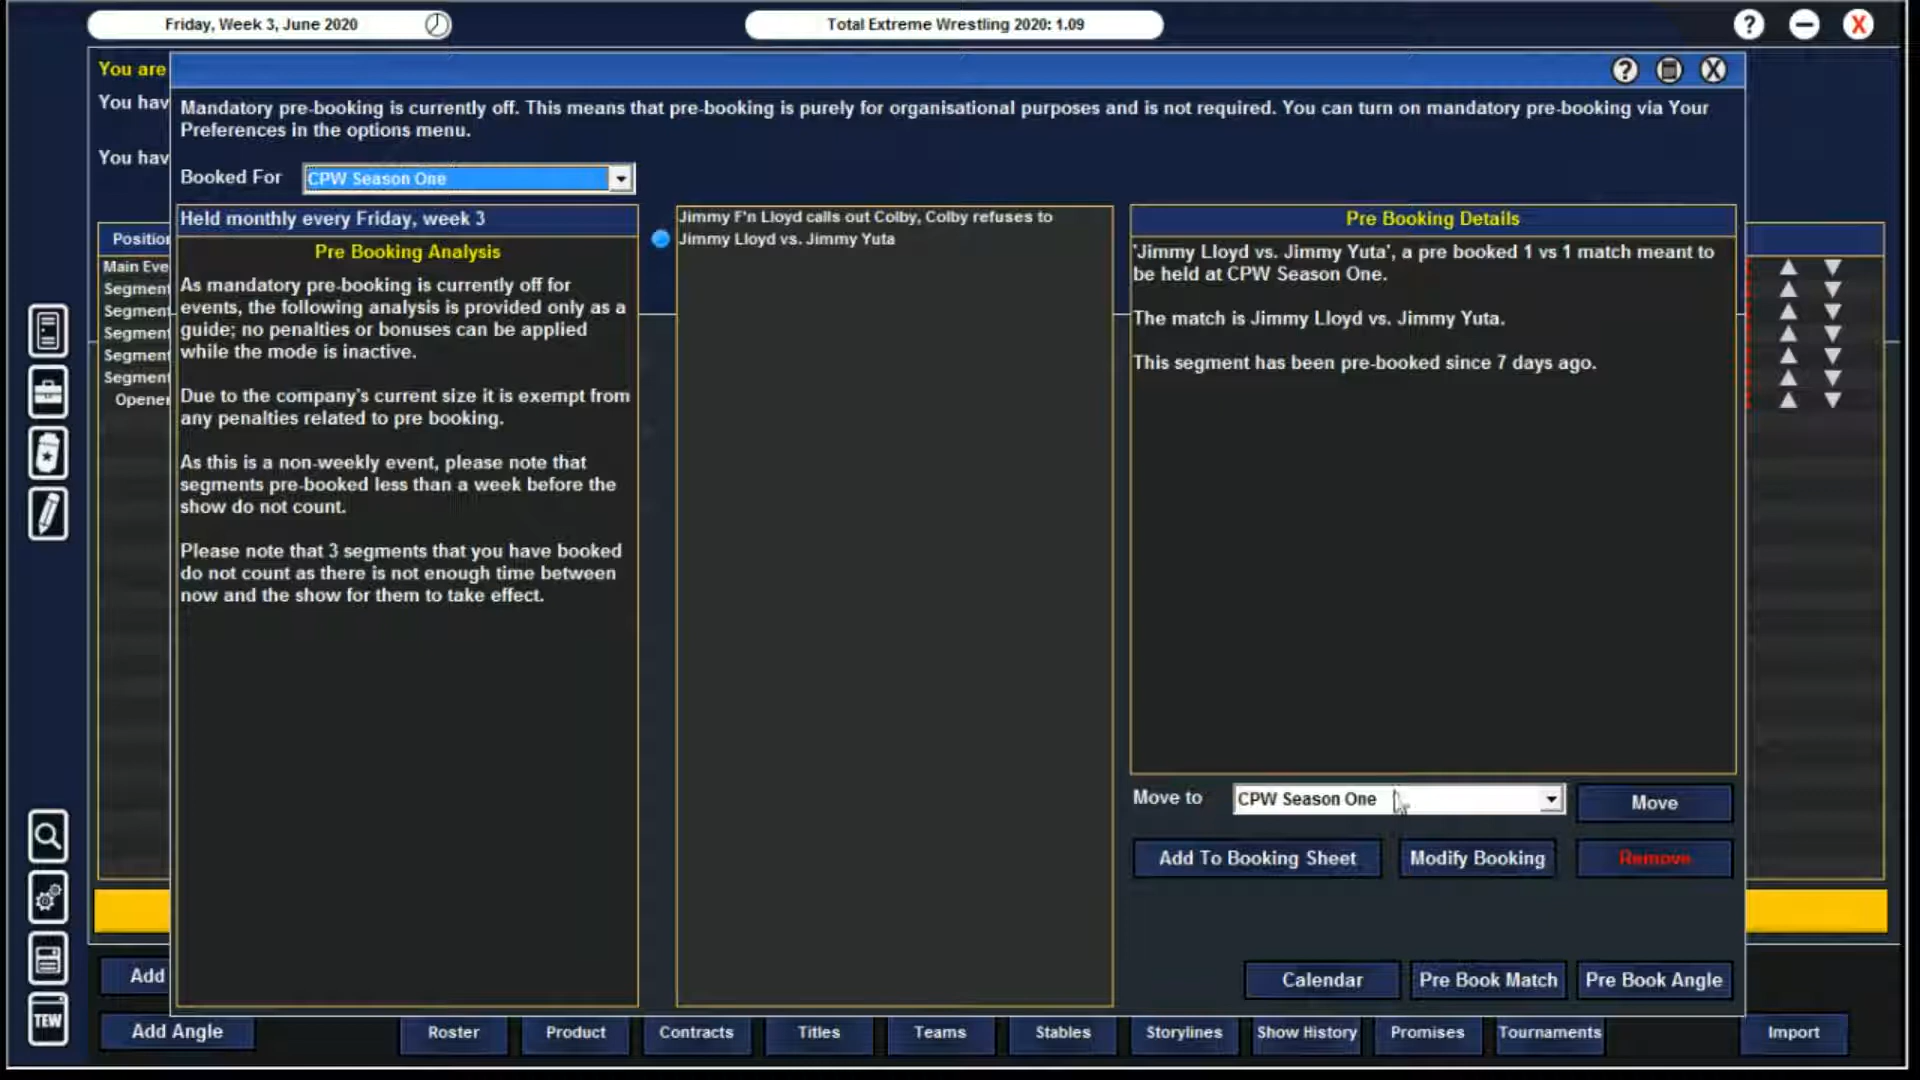 Friday, Week 3, June 2020
Total Extreme Wrestling 2020: 1.09
?
X
You are
You hav
You hav
?
X
Mandatory pre-booking is currently off. This means that pre-booking is purely for organisational purposes and is not required. You can turn on mandatory pre-booking via Your
Preferences in the options menu.
Booked For
CPW Season One
Held monthly every Friday, week 3
Pre Booking Analysis
As mandatory pre-booking is currently off for
events, the following analysis is provided only as a
guide; no penalties or bonuses can be applied
while the mode is inactive.
Due to the company's current size it is exempt from
any penalties related to pre booking.
As this is a non-weekly event, please note that
segments pre-booked less than a week before the
show do not count.
Please note that 3 segments that you have booked
do not count as there is not enough time between
now and the show for them to take effect.
Jimmy F'n Lloyd calls out Colby, Colby refuses to
Jimmy Lloyd vs. Jimmy Yuta
Pre Booking Details
'Jimmy Lloyd vs. Jimmy Yuta', a pre booked 1 vs 1 match meant to
be held at CPW Season One.
The match is Jimmy Lloyd vs. Jimmy Yuta.
This segment has been pre-booked since 7 days ago.
Move to
CPW Season One
Move
Add To Booking Sheet
Modify Booking
Remove
Calendar
Pre Book Match
Pre Book Angle
Position
Main Eve
Segment
Segment
Segment
Segment
Segment
Opener
Add
Add Angle
Roster
Product
Contracts
Titles
Teams
Stables
Storylines
Show History
Promises
Tournaments
Import
TEW